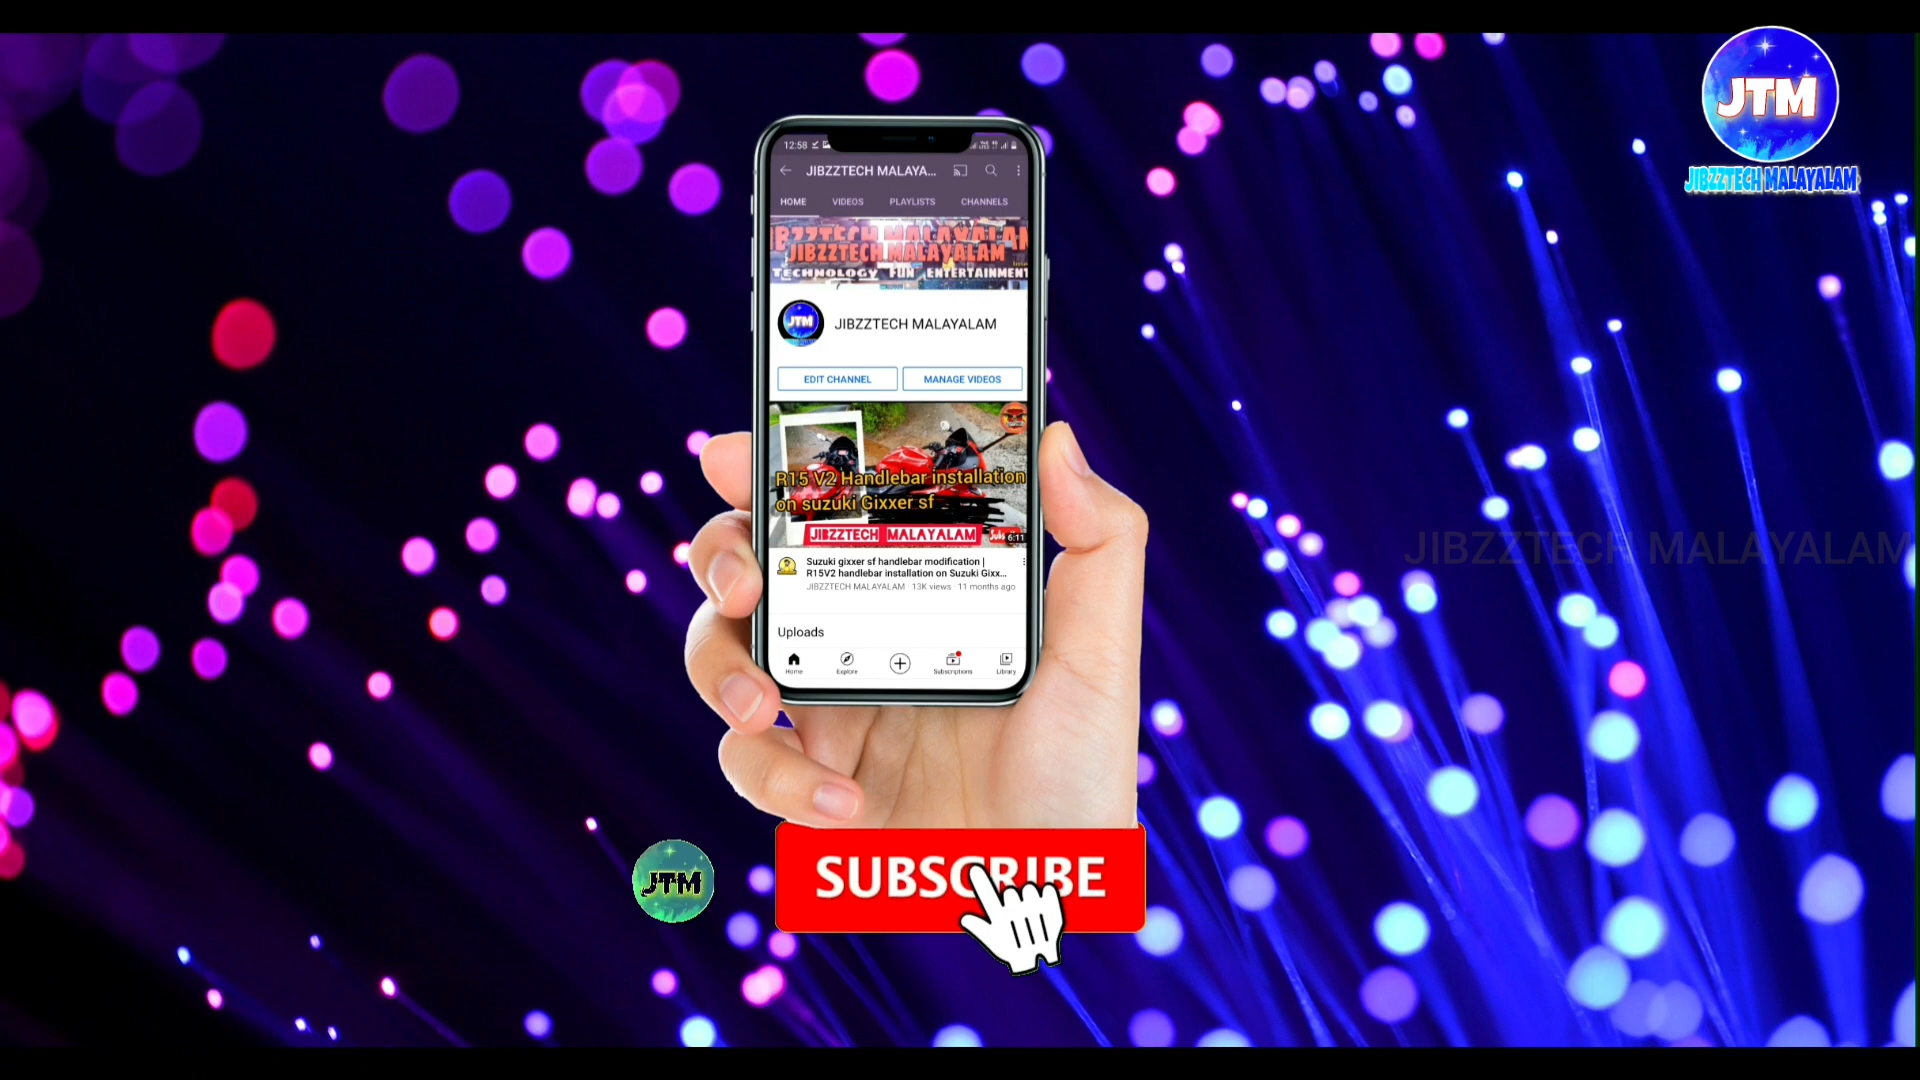 JTM
JIBZZTECH MALAYALAM
12:58
JIBZZTECH MALAYA...
HOME VIDEOS PLAYLISTS CHANNELS
JIBZZTECH MALAYALAM
TECHNOLOGY FUN ENTERTAINMENT
JTM
JIBZZTECH MALAYALAM
EDIT CHANNEL MANAGE VIDEOS
R15 V2 Handlebar installation
on suzuki Gixxer sf
JIBZZTECH MALAYALAM
6:11
Suzuki gixxer sf handlebar modification |
R15V2 handlebar installation on Suzuki Gixx...
JIBZZTECH MALAYALAM · 13K views · 11 months ago
Uploads
Home Explore Subscriptions Library
JIBZZTECH MALAYALAM
JTM
SUBSCRIBE